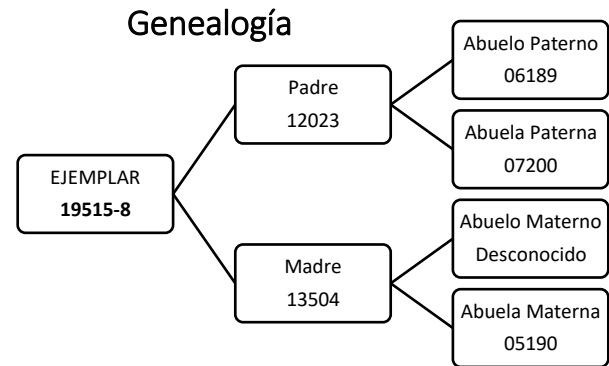 Genealogía
EJEMPLAR
19515-8
Padre
12023
Madre
13504
Abuelo Paterno
06189
Abuela Paterna
07200
Abuelo Materno
Desconocido
Abuela Materna
05190